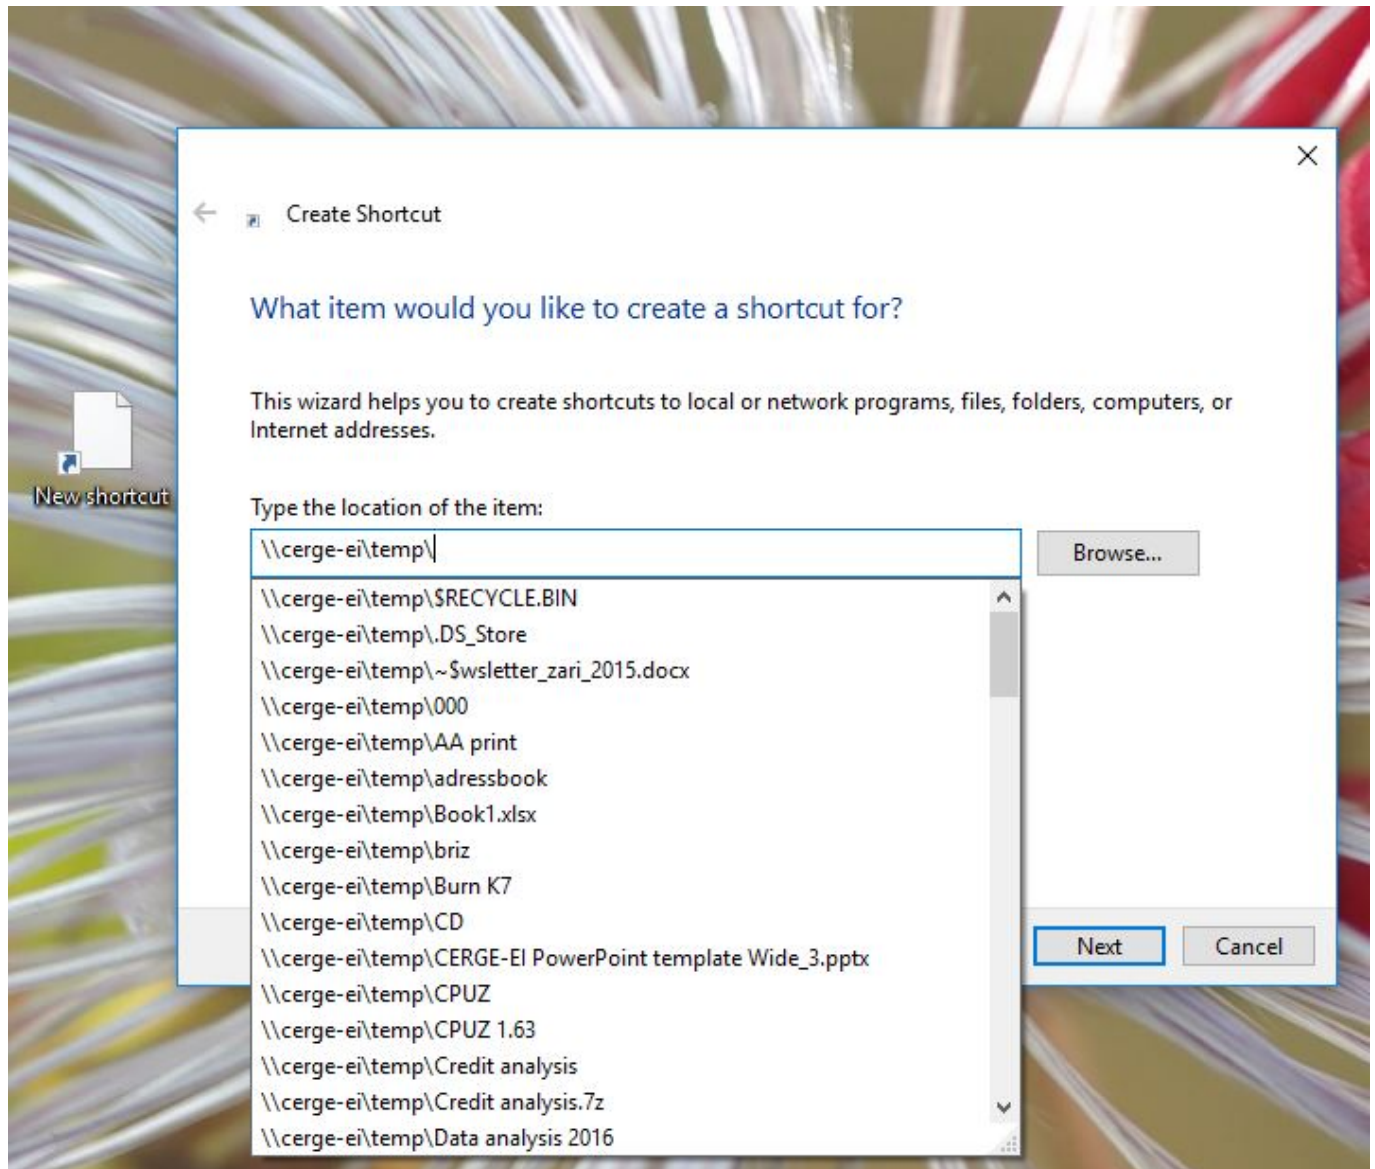 Create Shortcut
What item would you like to create a shortcut for?
This wizard helps you to create shortcuts to local or network programs, files, folders, computers, or
Internet addresses.
New shortcut
Type the location of the item:
\\cerge-ei\temp\
Browse...
\\cerge-ei\temp\$RECYCLE.BIN
\\cerge-ei\temp\.DS_Store
\\cerge-ei\temp\~$wsletter_zari_2015.docx
\\cerge-ei\temp\000
\\cerge-ei\temp\AA print
\\cerge-ei\temp\adressbook
\\cerge-ei\temp\Book1.xlsx
\\cerge-ei\temp\briz
\\cerge-ei\temp\Burn K7
\\cerge-ei\temp\CD
\\cerge-ei\temp\CERGE-EI PowerPoint template Wide_3.pptx
\\cerge-ei\temp\CPUZ
\\cerge-ei\temp\CPUZ 1.63
\\cerge-ei\temp\Credit analysis
\\cerge-ei\temp\Credit analysis.7z
\\cerge-ei\temp\Data analysis 2016
Next
Cancel